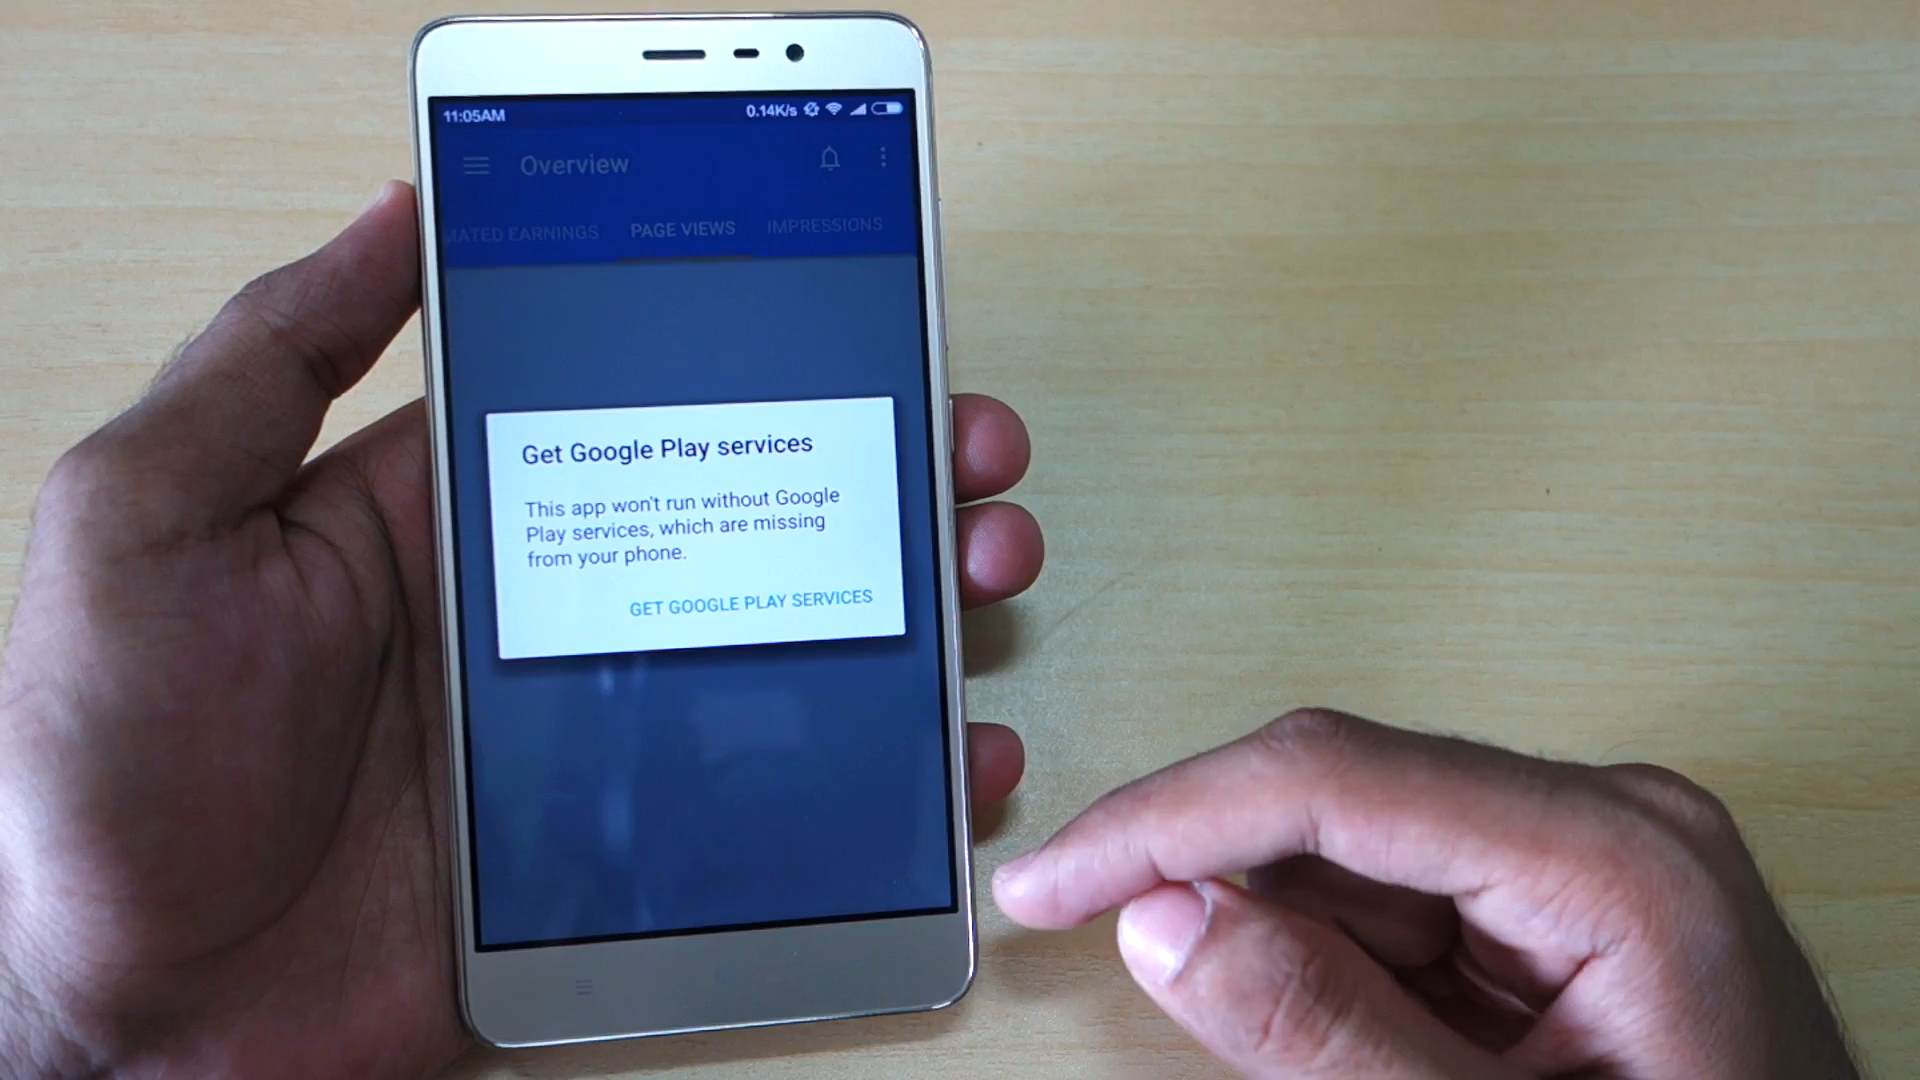 11:05AM 0.14K/s
Overview
MATED EARNINGS PAGE VIEWS IMPRESSIONS
Get Google Play services
This app won't run without Google
Play services, which are missing
from your phone.
GET GOOGLE PLAY SERVICES